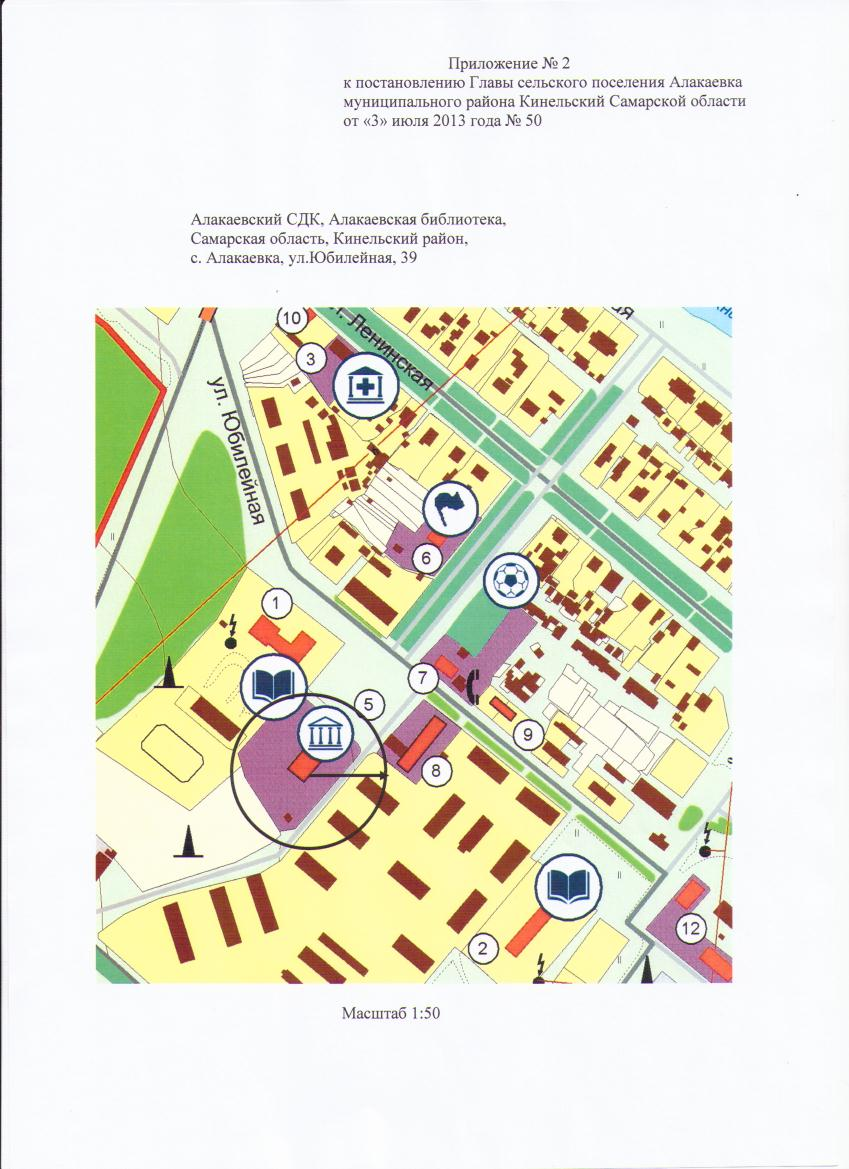 Приложение № 2
к постановлению Главы сельского поселения Алакаевка
муниципального района Кинельский Самарской области
от «3» июля 2013 года № 50
Алакаевский СДК, Алакаевская библиотека,
Самарская область, Кинельский район,
с. Алакаевка, ул.Юбилейная, 39
10
3
ул. Ленинская
ул. Юбилейная
6
1
7
5
9
8
2
12
Масштаб 1:50